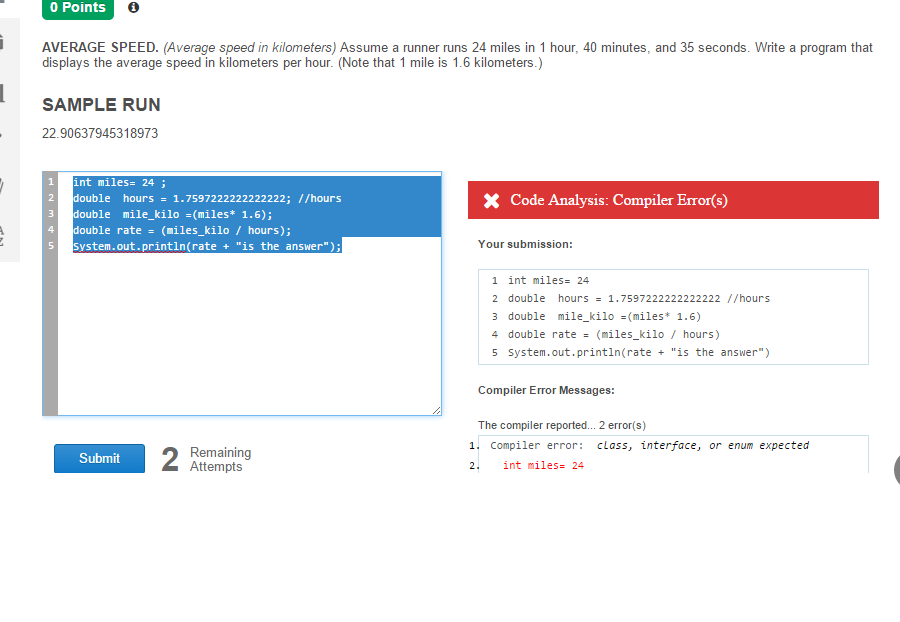 0 Points
AVERAGE SPEED. (Average speed in kilometers) Assume a runner runs 24 miles in 1 hour, 40 minutes, and 35 seconds. Write a program that
displays the average speed in kilometers per hour. (Note that 1 mile is 1.6 kilometers.)
SAMPLE RUN
22.90637945318973
1 int miles= 24 ;
2 double  hours = 1.7597222222222222; //hours
3 double  mile_kilo =(miles* 1.6);
4 double rate = (miles_kilo / hours);
5 System.out.println(rate + "is the answer");
Submit
2 Remaining
Attempts
Code Analysis: Compiler Error(s)
Your submission:
1 int miles= 24
2 double  hours = 1.7597222222222222 //hours
3 double  mile_kilo =(miles* 1.6)
4 double rate = (miles_kilo / hours)
5 System.out.println(rate + "is the answer")
Compiler Error Messages:
The compiler reported... 2 error(s)
1. Compiler error: class, interface, or enum expected
2. int miles= 24